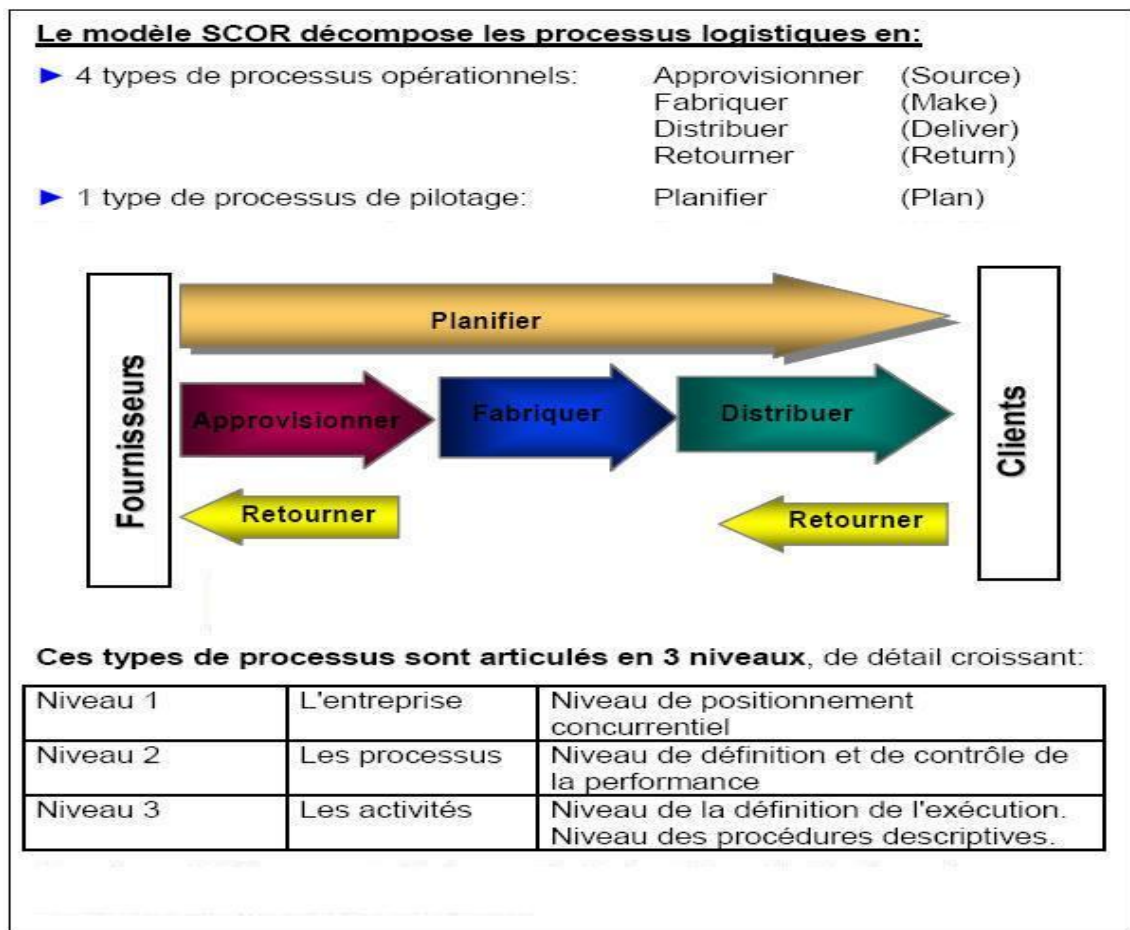 Le modèle SCOR décompose les processus logistiques en:
► 4 types de processus opérationnels: Approvisionner (Source)
Fabriquer (Make)
Distribuer (Deliver)
Retourner (Return)
► 1 type de processus de pilotage: Planifier (Plan)
Planifier
Fournisseurs
Approvisionner
Fabriquer
Distribuer
Clients
Retourner
Retourner
Ces types de processus sont articulés en 3 niveaux, de détail croissant:
Niveau 1 L'entreprise Niveau de positionnement
concurrentiel
Niveau 2 Les processus Niveau de définition et de contrôle de
la performance
Niveau 3 Les activités Niveau de la définition de l'exécution.
Niveau des procédures descriptives.